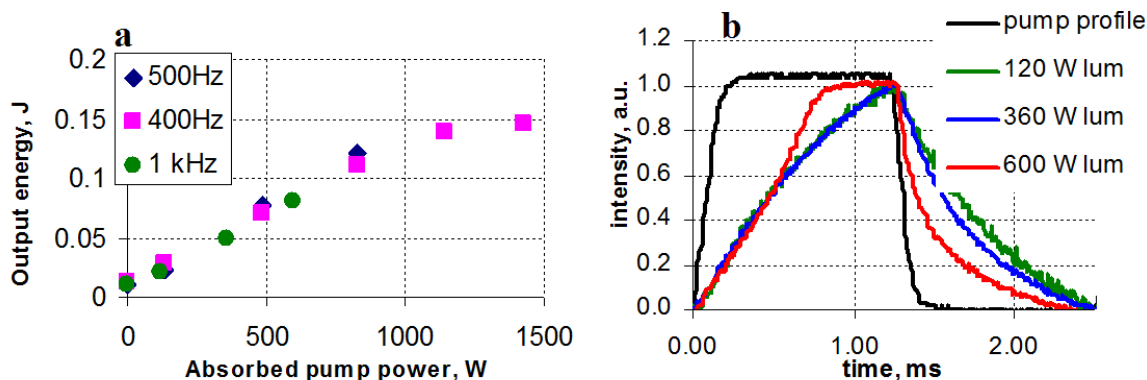 a
0.2
0.15
0.1
0.05
0
500Hz
400Hz
1 kHz
0
500
1000
1500
Output energy, J
Absorbed pump power, W
b
1.2
1.0
0.8
0.6
0.4
0.2
0.0
pump profile
120 W lum
360 W lum
600 W lum
0.00
1.00
2.00
intensity, a.u.
time, ms